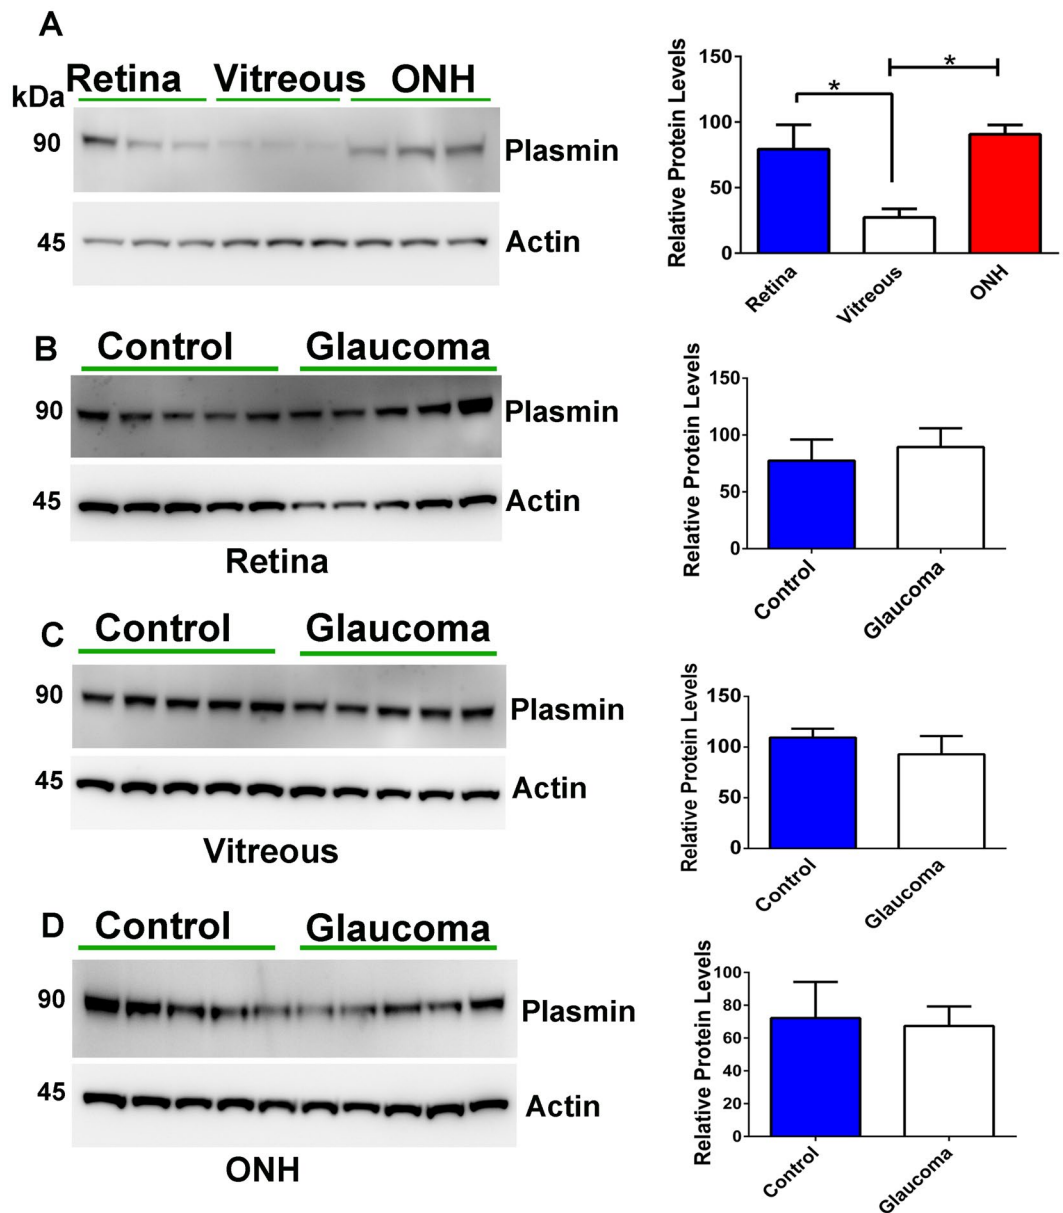 A
Retina Vitreous ONH
kDa
90 Plasmin
45 Actin
Relative Protein Levels
150
100
50
0
* *
Retina
Vitreous
ONH
B
Control Glaucoma
90 Plasmin
45 Actin
Retina
Relative Protein Levels
150
100
50
0
Control
Glaucoma
C
Control Glaucoma
90 Plasmin
45 Actin
Vitreous
Relative Protein Levels
150
100
50
0
Control
Glaucoma
D
Control Glaucoma
90 Plasmin
45 Actin
ONH
Relative Protein Levels
100
80
60
40
20
0
Control
Glaucoma